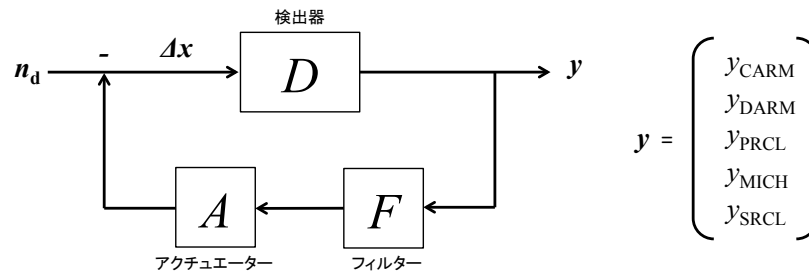 検出器
n_d - Δx D y
A F
アクチュエーター フィルター
y =
y_CARM
y_DARM
y_PRCL
y_MICH
y_SRCL